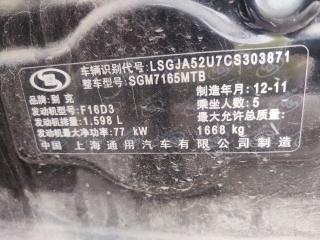 车辆识别代号: LSGJA52U7CS303871
整车型号: SGM7165MTB
品牌: 别克 制造年月: 12-11
发动机型号: F16D3 乘坐人数: 5
发动机排量: 1.598 L 最大允许总质量:
发动机最大净功率: 77 kW 1668 kg
中国 上海通用汽车有限公司制造